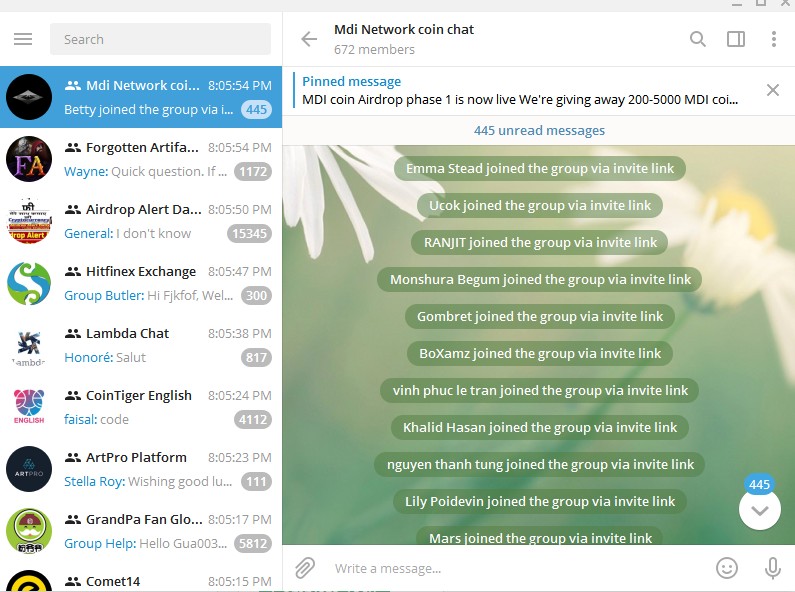 Search
Mdi Network coi... 8:05:54 PM
Betty joined the group via i... 445
Forgotten Artifa... 8:05:54 PM
Wayne: Quick question. If ... 1172
FA
Airdrop Alert Da... 8:05:50 PM
General: I don't know 15345
Hitfinex Exchange 8:05:47 PM
Group Butler: Hi Fjkfof, Wel... 300
Lambda Chat 8:05:38 PM
Honoré: Salut 817
Lambda
CoinTiger English 8:05:24 PM
faisal: code 4112
ENGLISH
ArtPro Platform 8:05:23 PM
Stella Roy: Wishing good lu... 111
ARTPRO
GrandPa Fan Glo... 8:05:17 PM
Group Help: Hello Gua003... 5812
Comet14 8:05:15 PM
Mdi Network coin chat
672 members
Pinned message
MDI coin Airdrop phase 1 is now live We're giving away 200-5000 MDI coi...
445 unread messages
Emma Stead joined the group via invite link
Ucok joined the group via invite link
RANJIT joined the group via invite link
Monshura Begum joined the group via invite link
Gombret joined the group via invite link
BoXamz joined the group via invite link
vinh phuc le tran joined the group via invite link
Khalid Hasan joined the group via invite link
nguyen thanh tung joined the group via invite link
Lily Poidevin joined the group via invite link
Mars joined the group via invite link
445
Write a message...